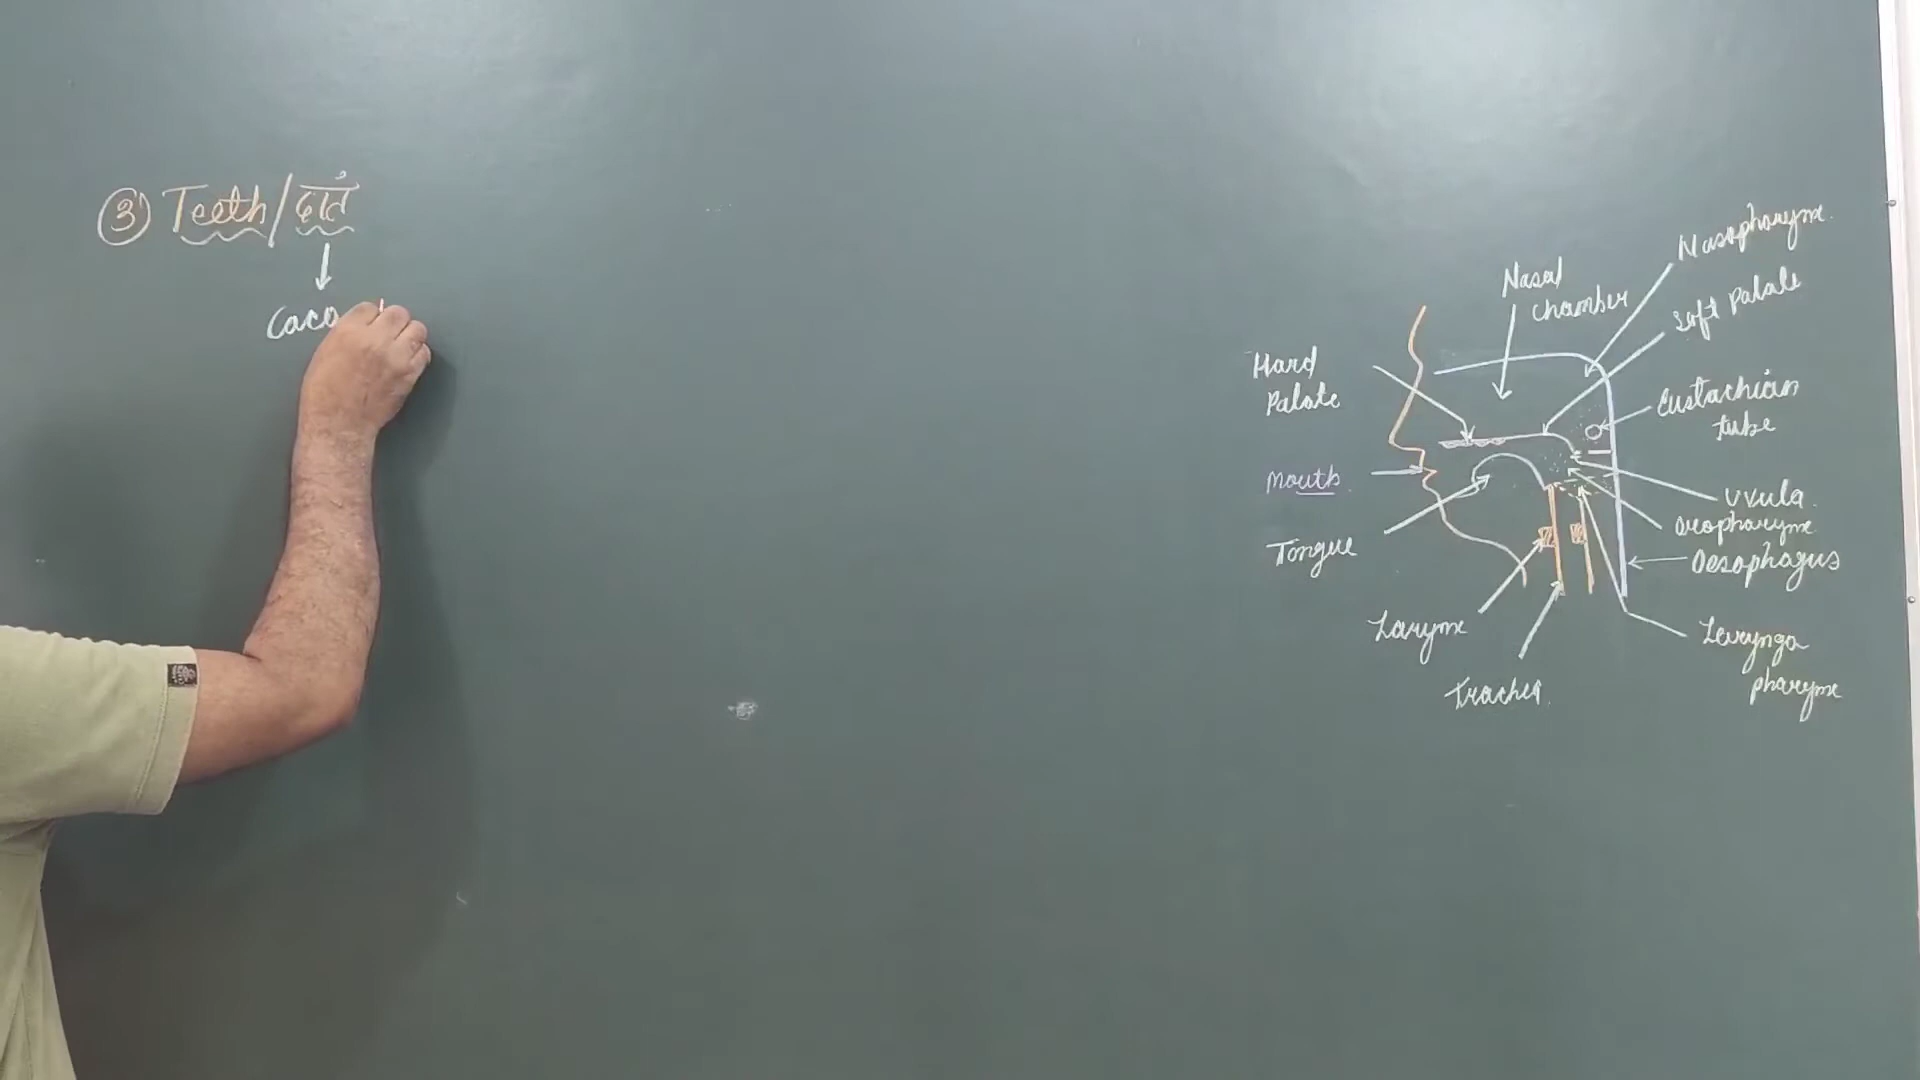 ③ Teeth/दांत
Caco
Nasal
chamber
Nasopharynx.
Soft Palate
Hard
Palate
Eustachian
tube
Mouth
Uvula.
Oropharynx
Oesophagus
Tongue
Larynx
Laryngo
pharynx
Trachea.